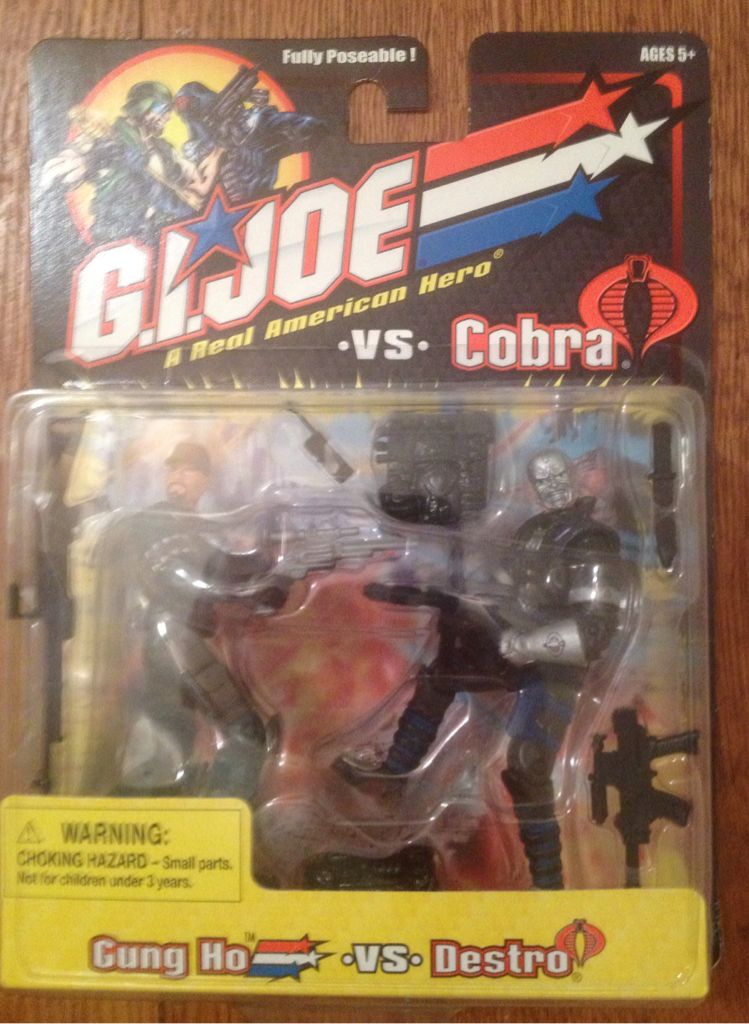 Fully Poseable !
AGES 5+
G.I.JOE
A Real American Hero®
·VS· Cobra®
WARNING:
CHOKING HAZARD – Small parts.
Not for children under 3 years.
Gung Ho™ ·VS· Destro®